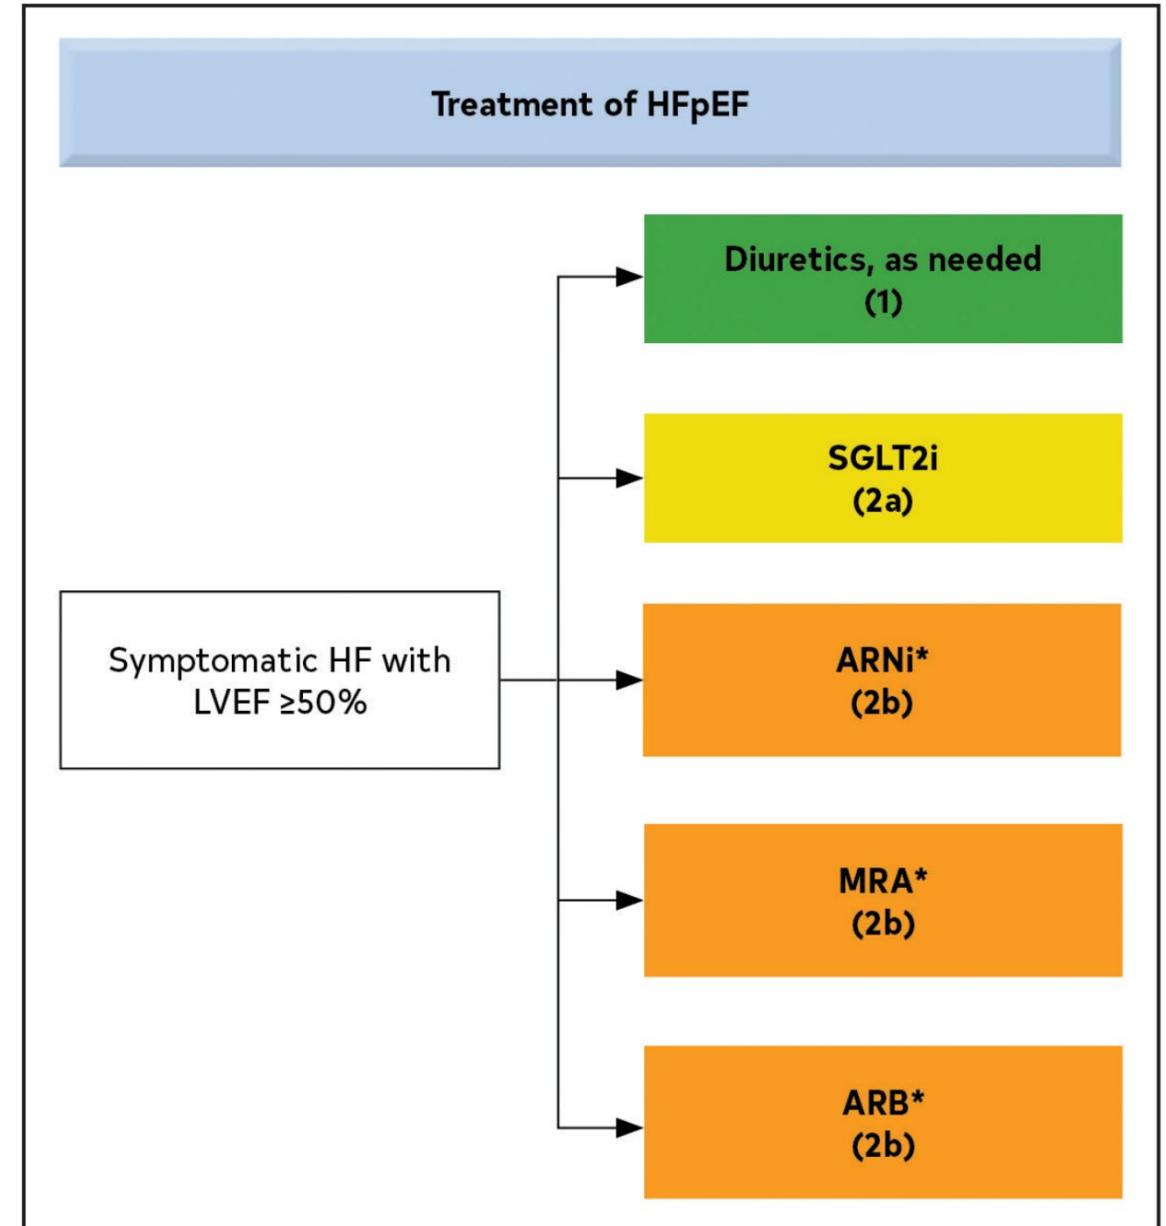 Treatment of HFpEF
Diuretics, as needed
(1)
SGLT2i
(2a)
Symptomatic HF with
LVEF ≥50%
ARNi*
(2b)
MRA*
(2b)
ARB*
(2b)